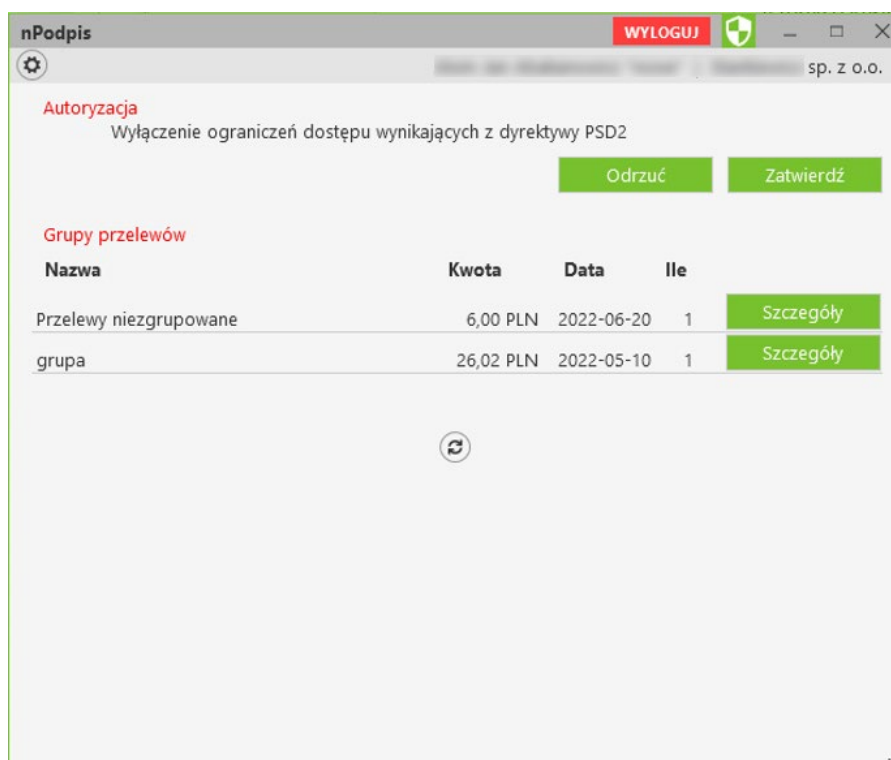 nPodpis WYLOGUJ
sp. z o.o.
Autoryzacja
Wyłączenie ograniczeń dostępu wynikających z dyrektywy PSD2
Odrzuć Zatwierdź
Grupy przelewów
Nazwa Kwota Data Ile
Przelewy niezgrupowane 6,00 PLN 2022-06-20 1 Szczegóły
grupa 26,02 PLN 2022-05-10 1 Szczegóły